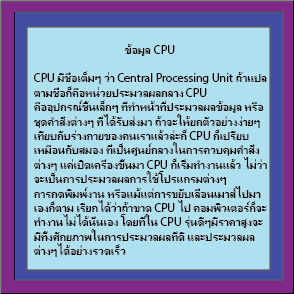 ข้อมูล CPU
CPU มีชื่อเต็มๆ ว่า Central Processing Unit ถ้าแปล
ตามชื่อก็คือหน่วยประมวลผลกลาง CPU
คืออุปกรณ์ชิ้นเล็กๆ ที่ทำหน้าที่ประมวลผลข้อมูล หรือ
ชุดคำสั่งต่างๆ ที่ได้รับส่งมา ถ้าจะให้ยกตัวอย่างง่ายๆ
เทียบกับร่างกายของคนเราแล้วล่ะก็ CPU ก็เปรียบ
เหมือนกับสมอง ที่เป็นศูนย์กลางในการควบคุมคำสั่ง
ต่างๆ แค่เปิดเครื่องขึ้นมา CPU ก็เริ่มทำงานแล้ว ไม่ว่า
จะเป็นการประมวลผลการใช้โปรแกรมต่างๆ
การกดพิมพ์งาน หรือแม้แต่การขยับเลื่อนเมาส์ไปมา
เองก็ตาม เรียกได้ว่าถ้าขาด CPU ไป คอมพิวเตอร์ก็จะ
ทำงานไม่ได้นั่นเอง โดยที่ใน CPU รุ่นดีๆมีราคาสูงจะ
มีทั้งศักยภาพในการประมวลผลที่ดี และประมวลผล
ต่างๆได้อย่างรวดเร็ว